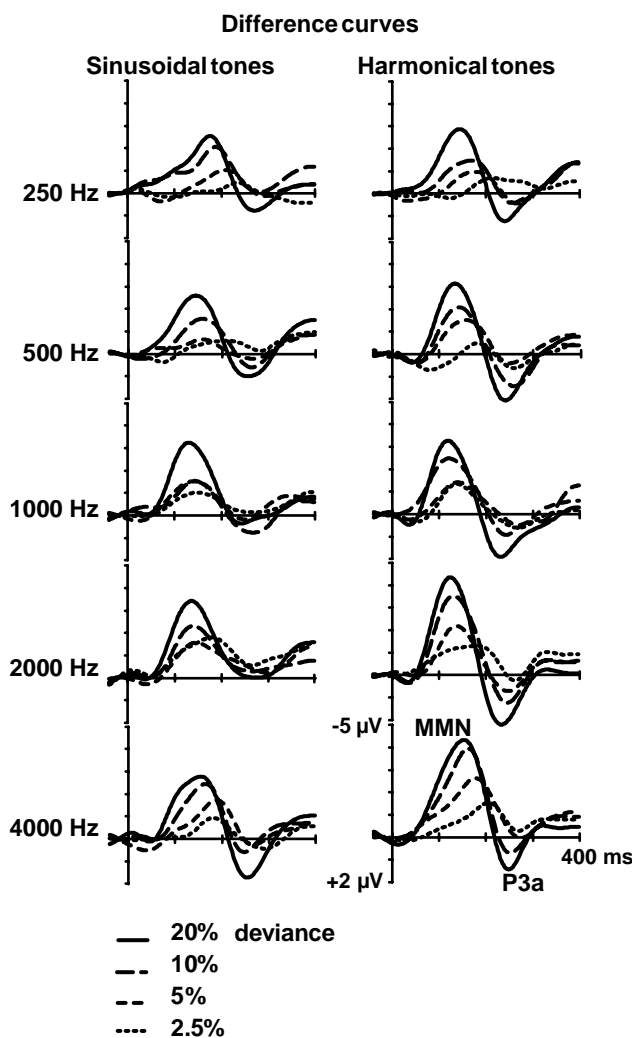 Difference curves
Sinusoidal tones
Harmonical tones
250 Hz
500 Hz
1000 Hz
2000 Hz
-5 µV
MMN
4000 Hz
400 ms
+2 µV
P3a
20% deviance
10%
5%
2.5%